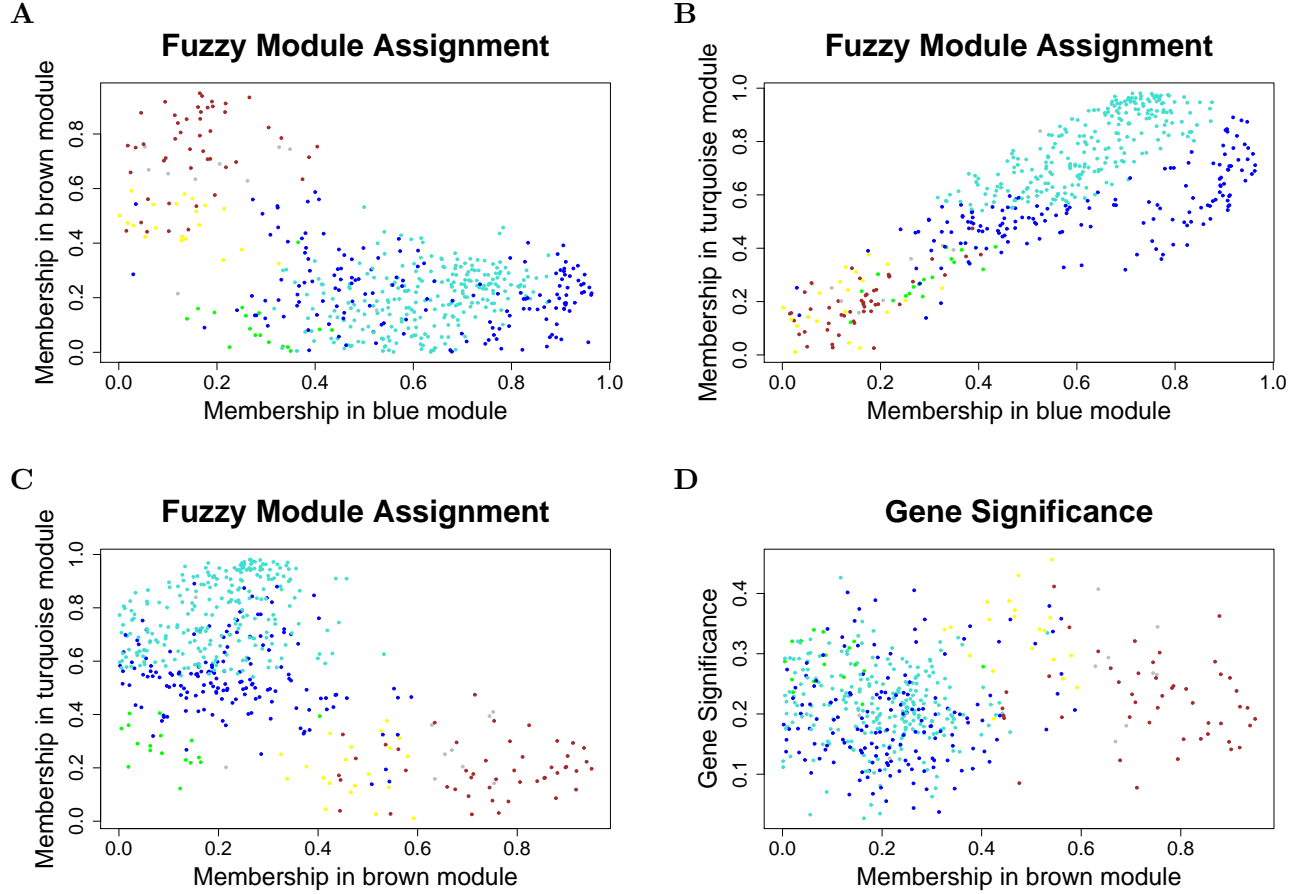 A
Fuzzy Module Assignment
Membership in brown module
0.0 0.2 0.4 0.6 0.8
0.0 0.2 0.4 0.6 0.8 1.0
Membership in blue module
B
Fuzzy Module Assignment
Membership in turquoise module
0.0 0.2 0.4 0.6 0.8 1.0
0.0 0.2 0.4 0.6 0.8 1.0
Membership in blue module
C
Fuzzy Module Assignment
Membership in turquoise module
0.0 0.2 0.4 0.6 0.8 1.0
0.0 0.2 0.4 0.6 0.8
Membership in brown module
D
Gene Significance
Gene Significance
0.1 0.2 0.3 0.4
0.0 0.2 0.4 0.6 0.8
Membership in brown module